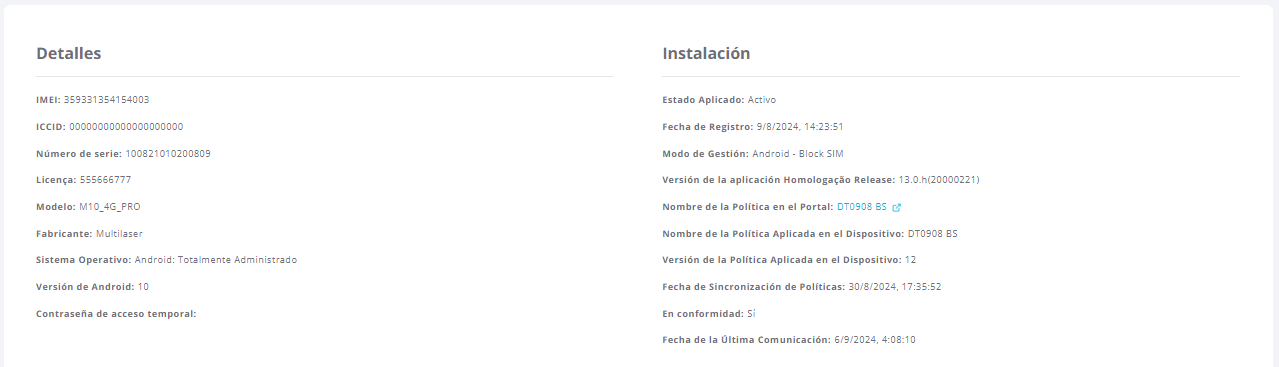 Detalles
IMEI: 359331354154003
ICCID: 00000000000000000000
Número de serie: 100821010200809
Licença: 555666777
Modelo: M10_4G_PRO
Fabricante: Multilaser
Sistema Operativo: Android: Totalmente Administrado
Versión de Android: 10
Contraseña de acceso temporal:
Instalación
Estado Aplicado: Activo
Fecha de Registro: 9/8/2024, 14:23:51
Modo de Gestión: Android - Block SIM
Versión de la aplicación Homologação Release: 13.0.h(20000221)
Nombre de la Política en el Portal: DT0908 BS
Nombre de la Política Aplicada en el Dispositivo: DT0908 BS
Versión de la Política Aplicada en el Dispositivo: 12
Fecha de Sincronización de Políticas: 30/8/2024, 17:35:52
En conformidad: Sí
Fecha de la Última Comunicación: 6/9/2024, 4:08:10